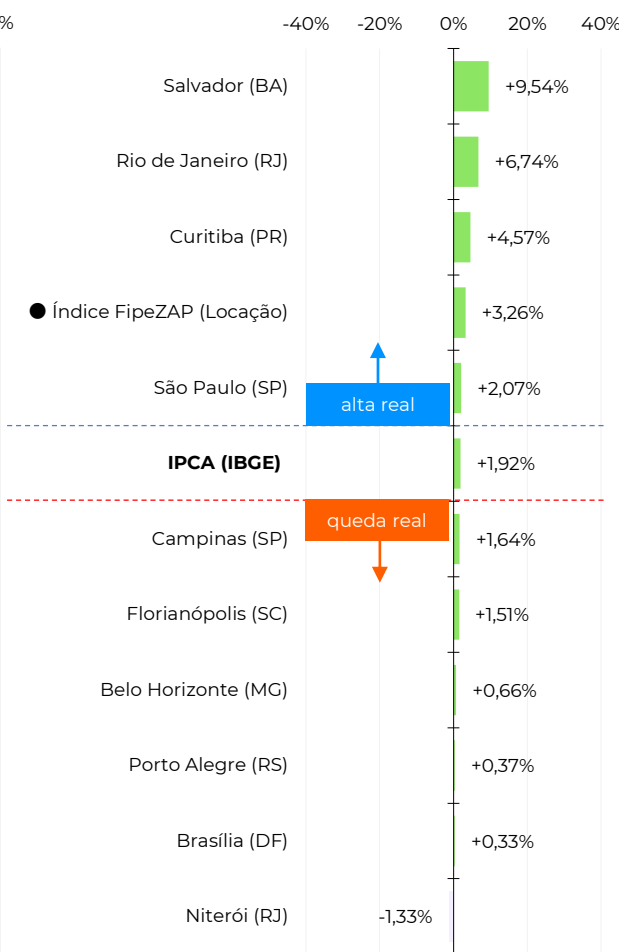 % -40% -20% 0% 20% 40%
Salvador (BA) +9,54%
Rio de Janeiro (RJ) +6,74%
Curitiba (PR) +4,57%
Índice FipeZAP (Locação) +3,26%
São Paulo (SP) +2,07%
alta real
IPCA (IBGE) +1,92%
queda real
Campinas (SP) +1,64%
Florianópolis (SC) +1,51%
Belo Horizonte (MG) +0,66%
Porto Alegre (RS) +0,37%
Brasília (DF) +0,33%
Niterói (RJ) -1,33%